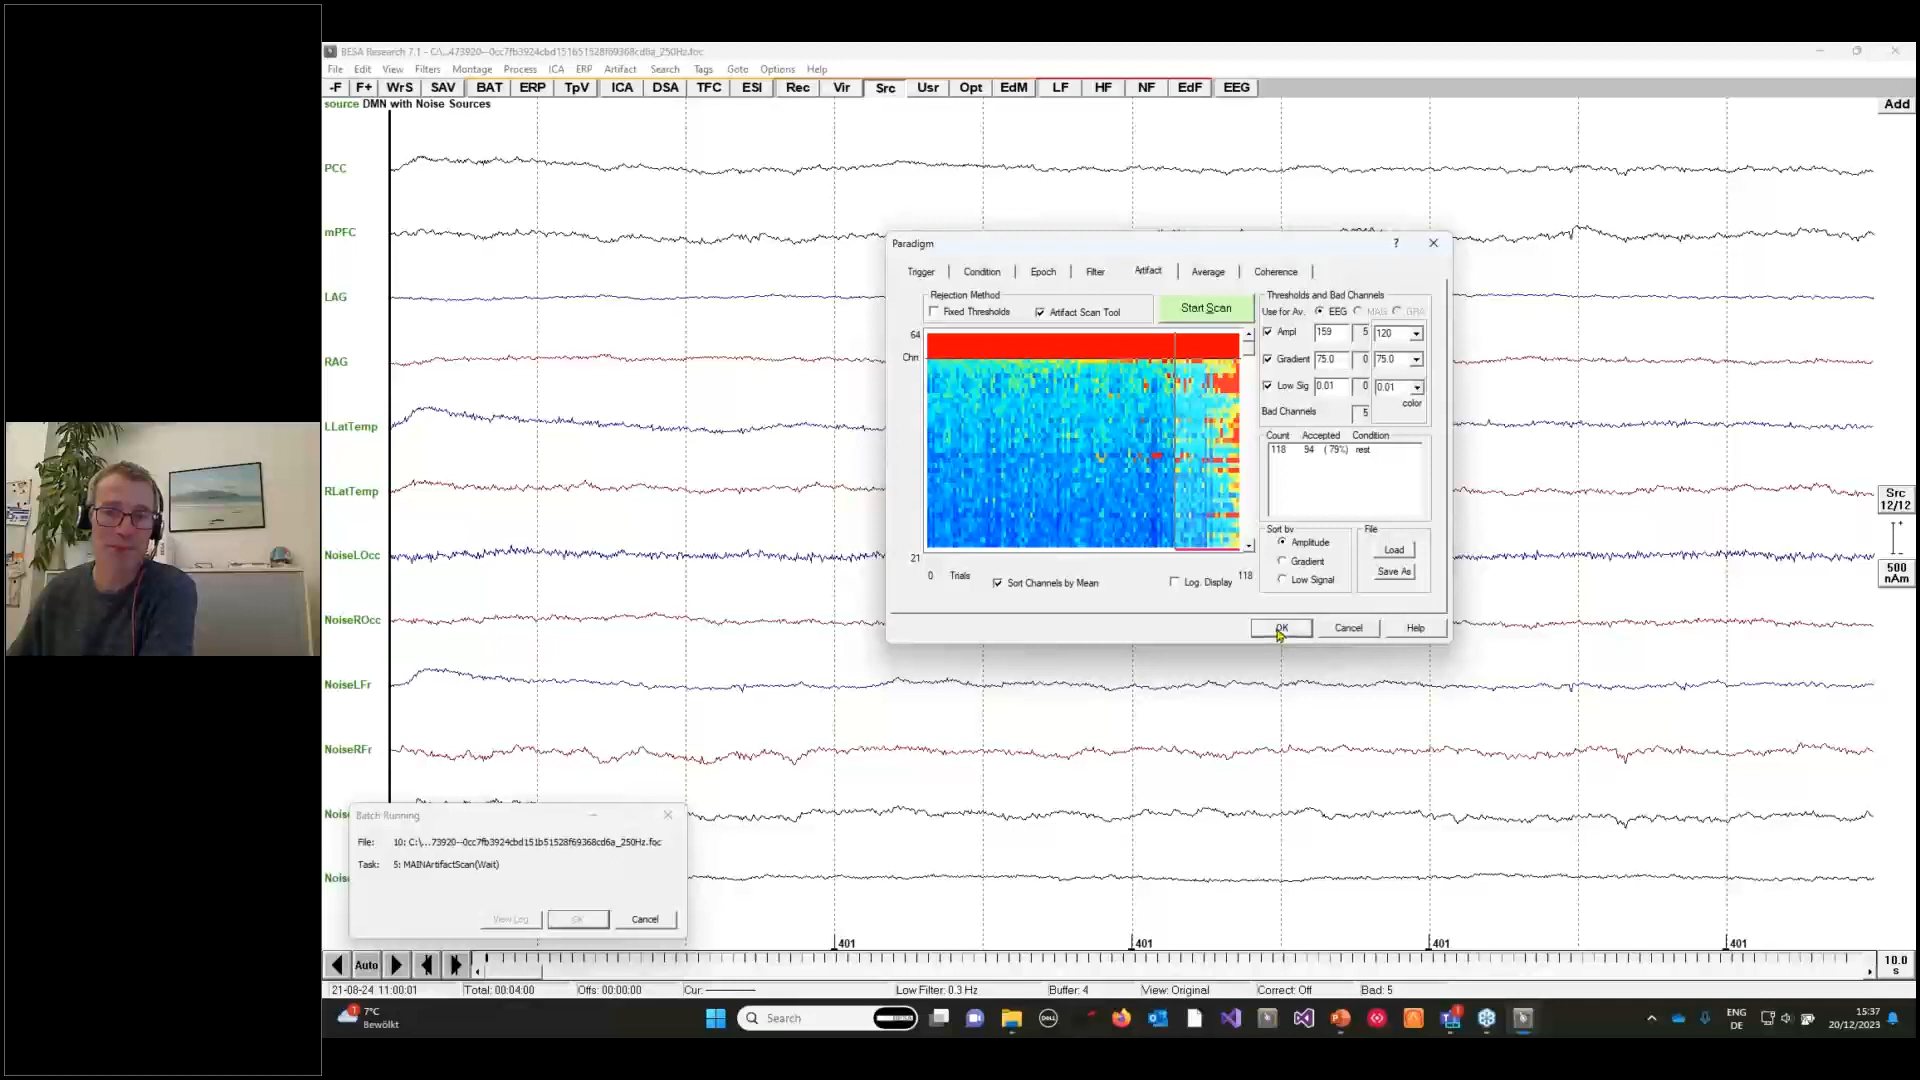 BESA Research 7.1 - C:\...473920--0cc7fb3924cbd151b51528f69368cd6a_250Hz.foc
File Edit View Filters Montage Process ICA ERP Artifact Search Tags Goto Options Help
-F F+ WrS SAV BAT ERP TpV ICA DSA TFC ESI Rec Vir Src Usr Opt EdM LF HF NF EdF EEG
source DMN with Noise Sources
Add
PCC
mPFC
LAG
RAG
LLatTemp
RLatTemp
NoiseLOcc
NoiseROcc
NoiseLFr
NoiseRFr
Noise
Noise
Src
12/12
500
nAm
Paradigm
Trigger Condition Epoch Filter Artifact Average Coherence
Rejection Method
Fixed Thresholds Artifact Scan Tool
Start Scan
64
Chn
21
0 Trials 118
Sort Channels by Mean Log. Display
Thresholds and Bad Channels
Use for Av. EEG MAG GRA
Ampl 159 5 120
Gradient 75.0 0 75.0
Low Sig 0.01 0 0.01
color
Bad Channels 5
Count Accepted Condition
118 94 (79%) rest
Sort by
Amplitude
Gradient
Low Signal
File
Load
Save As
OK Cancel Help
Batch Running
File: 10: C:\...73920--0cc7fb3924cbd151b51528f69368cd6a_250Hz.foc
Task: 5: MAINArtifactScan(Wait)
View Log OK Cancel
401 401 401 401
Auto
10.0
s
21-08-24 11:00:01 Total: 00:04:00 Offs: 00:00:00 Cur: Low Filter: 0.3 Hz Buffer: 4 View: Original Correct: Off Bad: 5
1
7°C
Bewölkt
Search
DELL
ENG
DE
15:37
20/12/2023